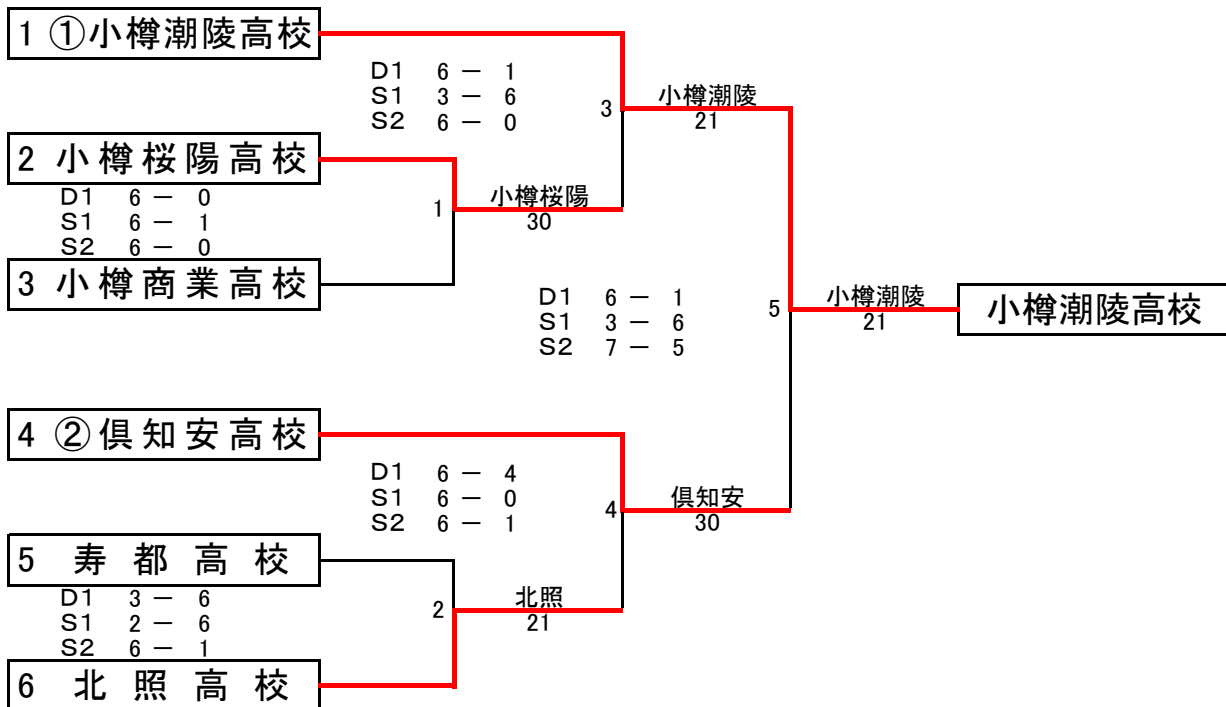 1 ①小樽潮陵高校
D1 6 − 1
S1 3 − 6
S2 6 − 0
3
小樽潮陵
21
2 小樽桜陽高校
D1 6 − 0
S1 6 − 1
S2 6 − 0
1
小樽桜陽
30
3 小樽商業高校
D1 6 − 1
S1 3 − 6
S2 7 − 5
5
小樽潮陵
21
小樽潮陵高校
4 ②倶知安高校
D1 6 − 4
S1 6 − 0
S2 6 − 1
4
倶知安
30
5 寿都高校
D1 3 − 6
S1 2 − 6
S2 6 − 1
2
北照
21
6 北照高校